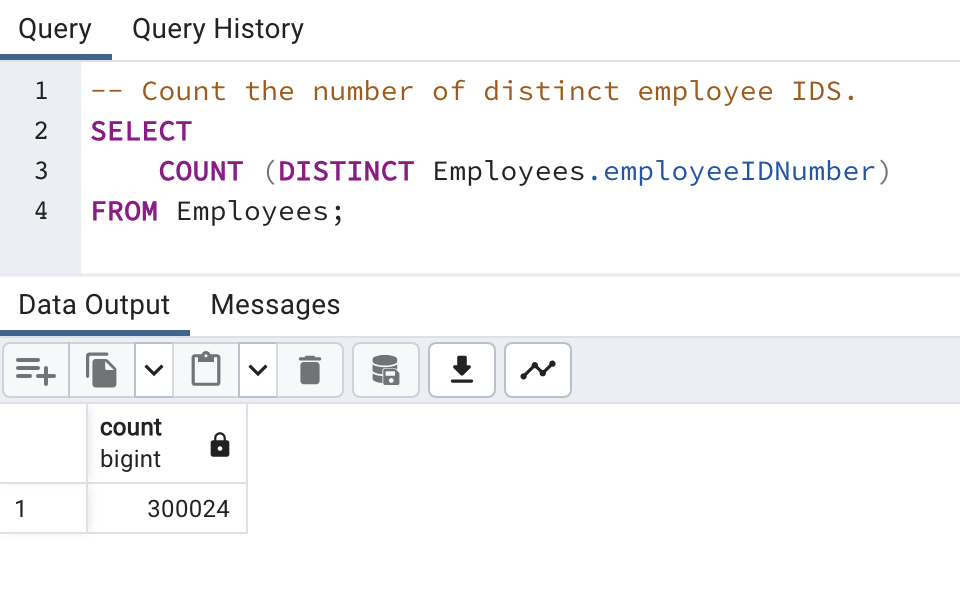 Query Query History
1 -- Count the number of distinct employee IDS.
2 SELECT
3 COUNT (DISTINCT Employees.employeeIDNumber)
4 FROM Employees;
Data Output Messages
count
bigint
1 300024